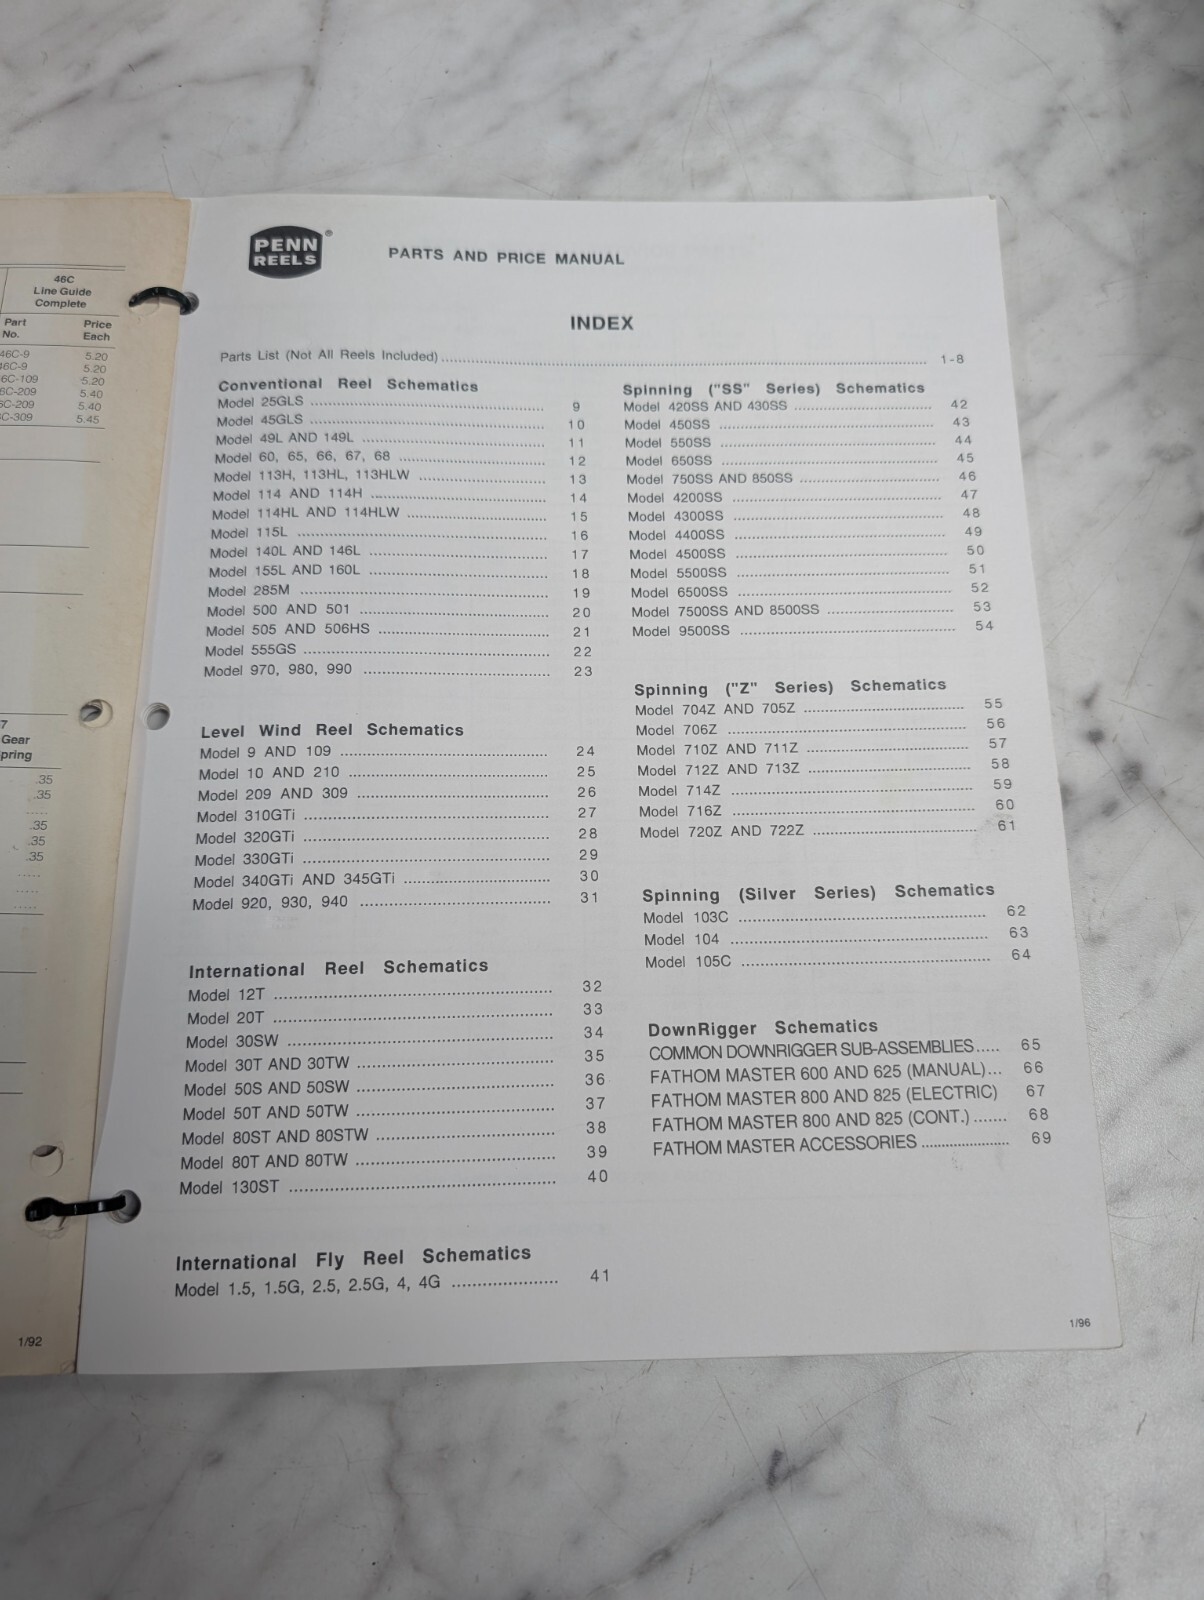 46C
Line Guide
Complete
Part
No.
Price
Each
46C-9 5.20
46C-9 5.20
6C-109 5.20
6C-209 5.40
6C-209 5.40
C-309 5.45
7
Gear
pring
.35
.35
.....
.35
.35
.35
.....
.....
.....
1/92
PENN
REELS
®
PARTS AND PRICE MANUAL
INDEX
Parts List (Not All Reels Included) 1-8
Conventional Reel Schematics
Model 25GLS 9
Model 45GLS 10
Model 49L AND 149L 11
Model 60, 65, 66, 67, 68 12
Model 113H, 113HL, 113HLW 13
Model 114 AND 114H 14
Model 114HL AND 114HLW 15
Model 115L 16
Model 140L AND 146L 17
Model 155L AND 160L 18
Model 285M 19
Model 500 AND 501 20
Model 505 AND 506HS 21
Model 555GS 22
Model 970, 980, 990 23
Level Wind Reel Schematics
Model 9 AND 109 24
Model 10 AND 210 25
Model 209 AND 309 26
Model 310GTi 27
Model 320GTi 28
Model 330GTi 29
Model 340GTi AND 345GTi 30
Model 920, 930, 940 31
International Reel Schematics
Model 12T 32
Model 20T 33
Model 30SW 34
Model 30T AND 30TW 35
Model 50S AND 50SW 36
Model 50T AND 50TW 37
Model 80ST AND 80STW 38
Model 80T AND 80TW 39
Model 130ST 40
International Fly Reel Schematics
Model 1.5, 1.5G, 2.5, 2.5G, 4, 4G 41
Spinning ("SS" Series) Schematics
Model 420SS AND 430SS 42
Model 450SS 43
Model 550SS 44
Model 650SS 45
Model 750SS AND 850SS 46
Model 4200SS 47
Model 4300SS 48
Model 4400SS 49
Model 4500SS 50
Model 5500SS 51
Model 6500SS 52
Model 7500SS AND 8500SS 53
Model 9500SS 54
Spinning ("Z" Series) Schematics
Model 704Z AND 705Z 55
Model 706Z 56
Model 710Z AND 711Z 57
Model 712Z AND 713Z 58
Model 714Z 59
Model 716Z 60
Model 720Z AND 722Z 61
Spinning (Silver Series) Schematics
Model 103C 62
Model 104 63
Model 105C 64
DownRigger Schematics
COMMON DOWNRIGGER SUB-ASSEMBLIES..... 65
FATHOM MASTER 600 AND 625 (MANUAL)... 66
FATHOM MASTER 800 AND 825 (ELECTRIC) 67
FATHOM MASTER 800 AND 825 (CONT.) ....... 68
FATHOM MASTER ACCESSORIES 69
1/96